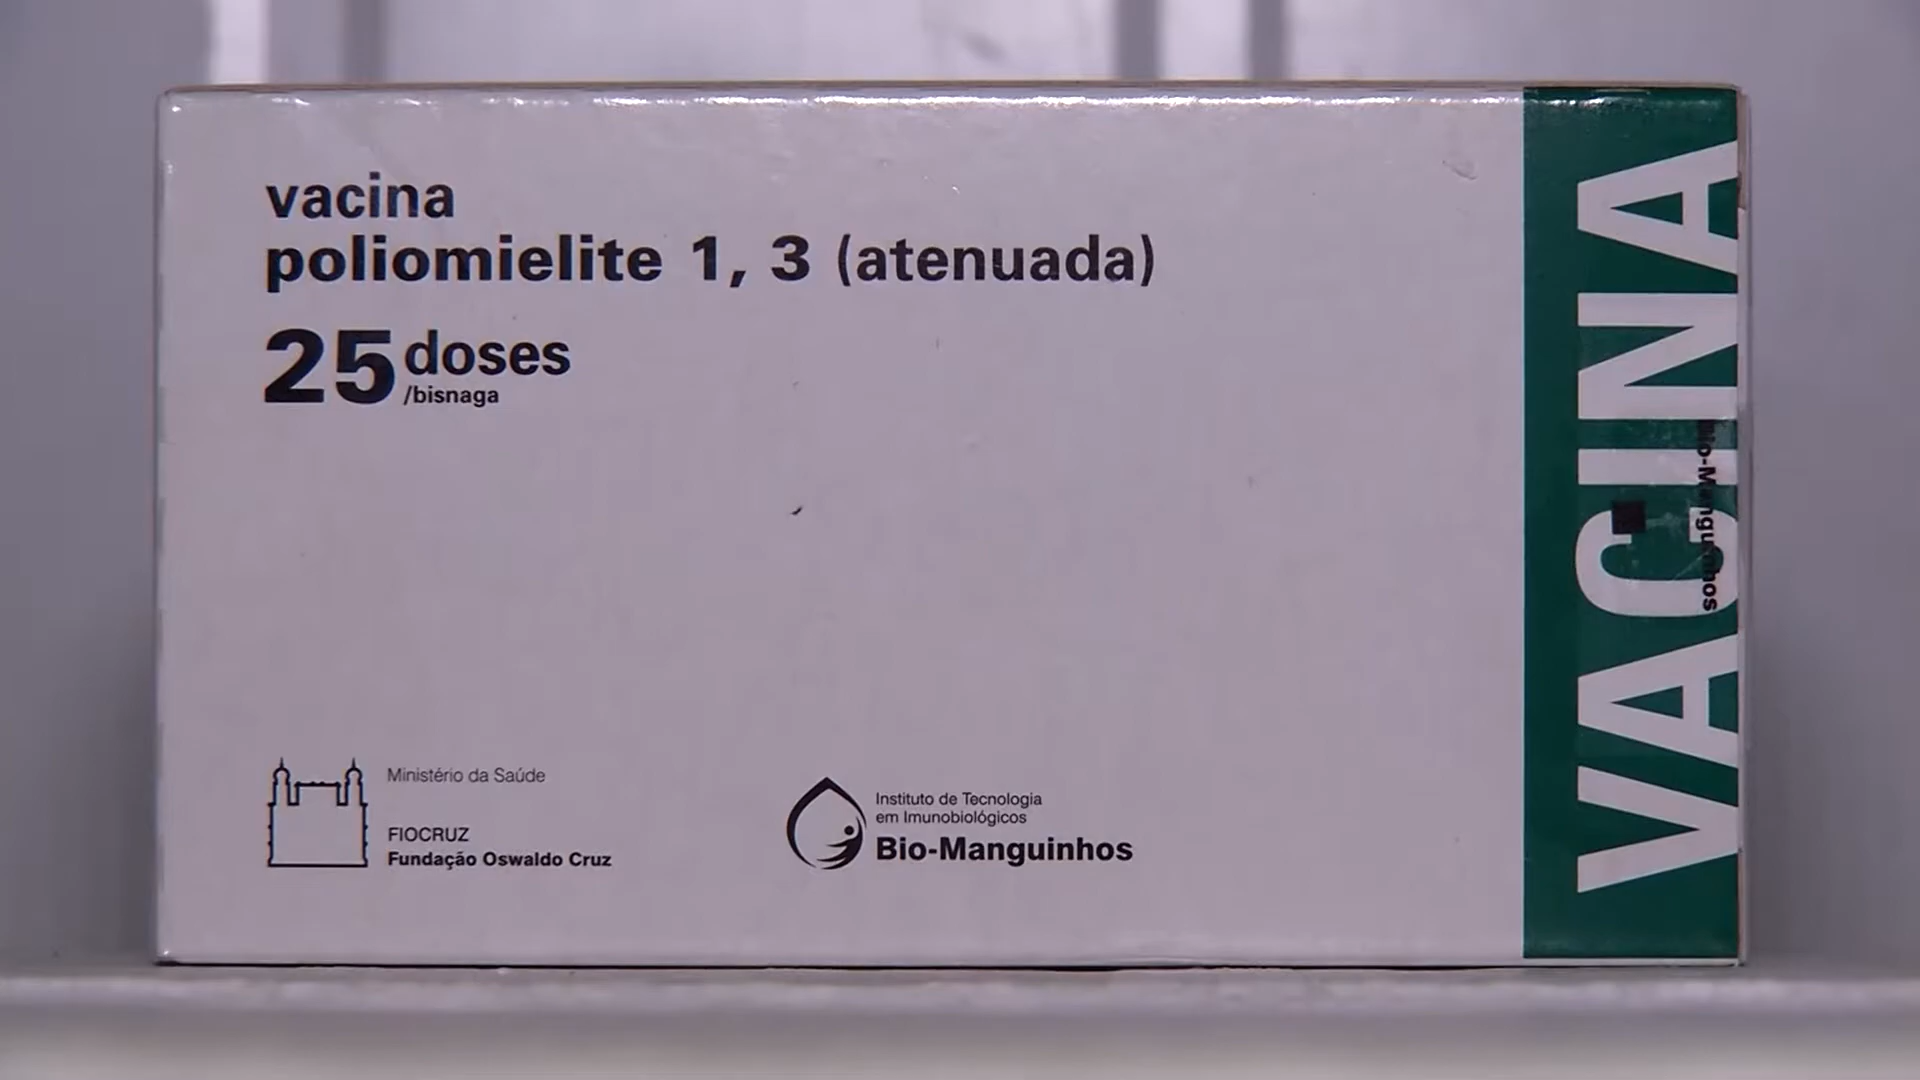 vacina
poliomielite 1, 3 (atenuada)
25 doses
/bisnaga
Ministério da Saúde
FIOCRUZ
Fundação Oswaldo Cruz
Instituto de Tecnologia
em Imunobiológicos
Bio-Manguinhos
VACINA
Bio-Manguinhos